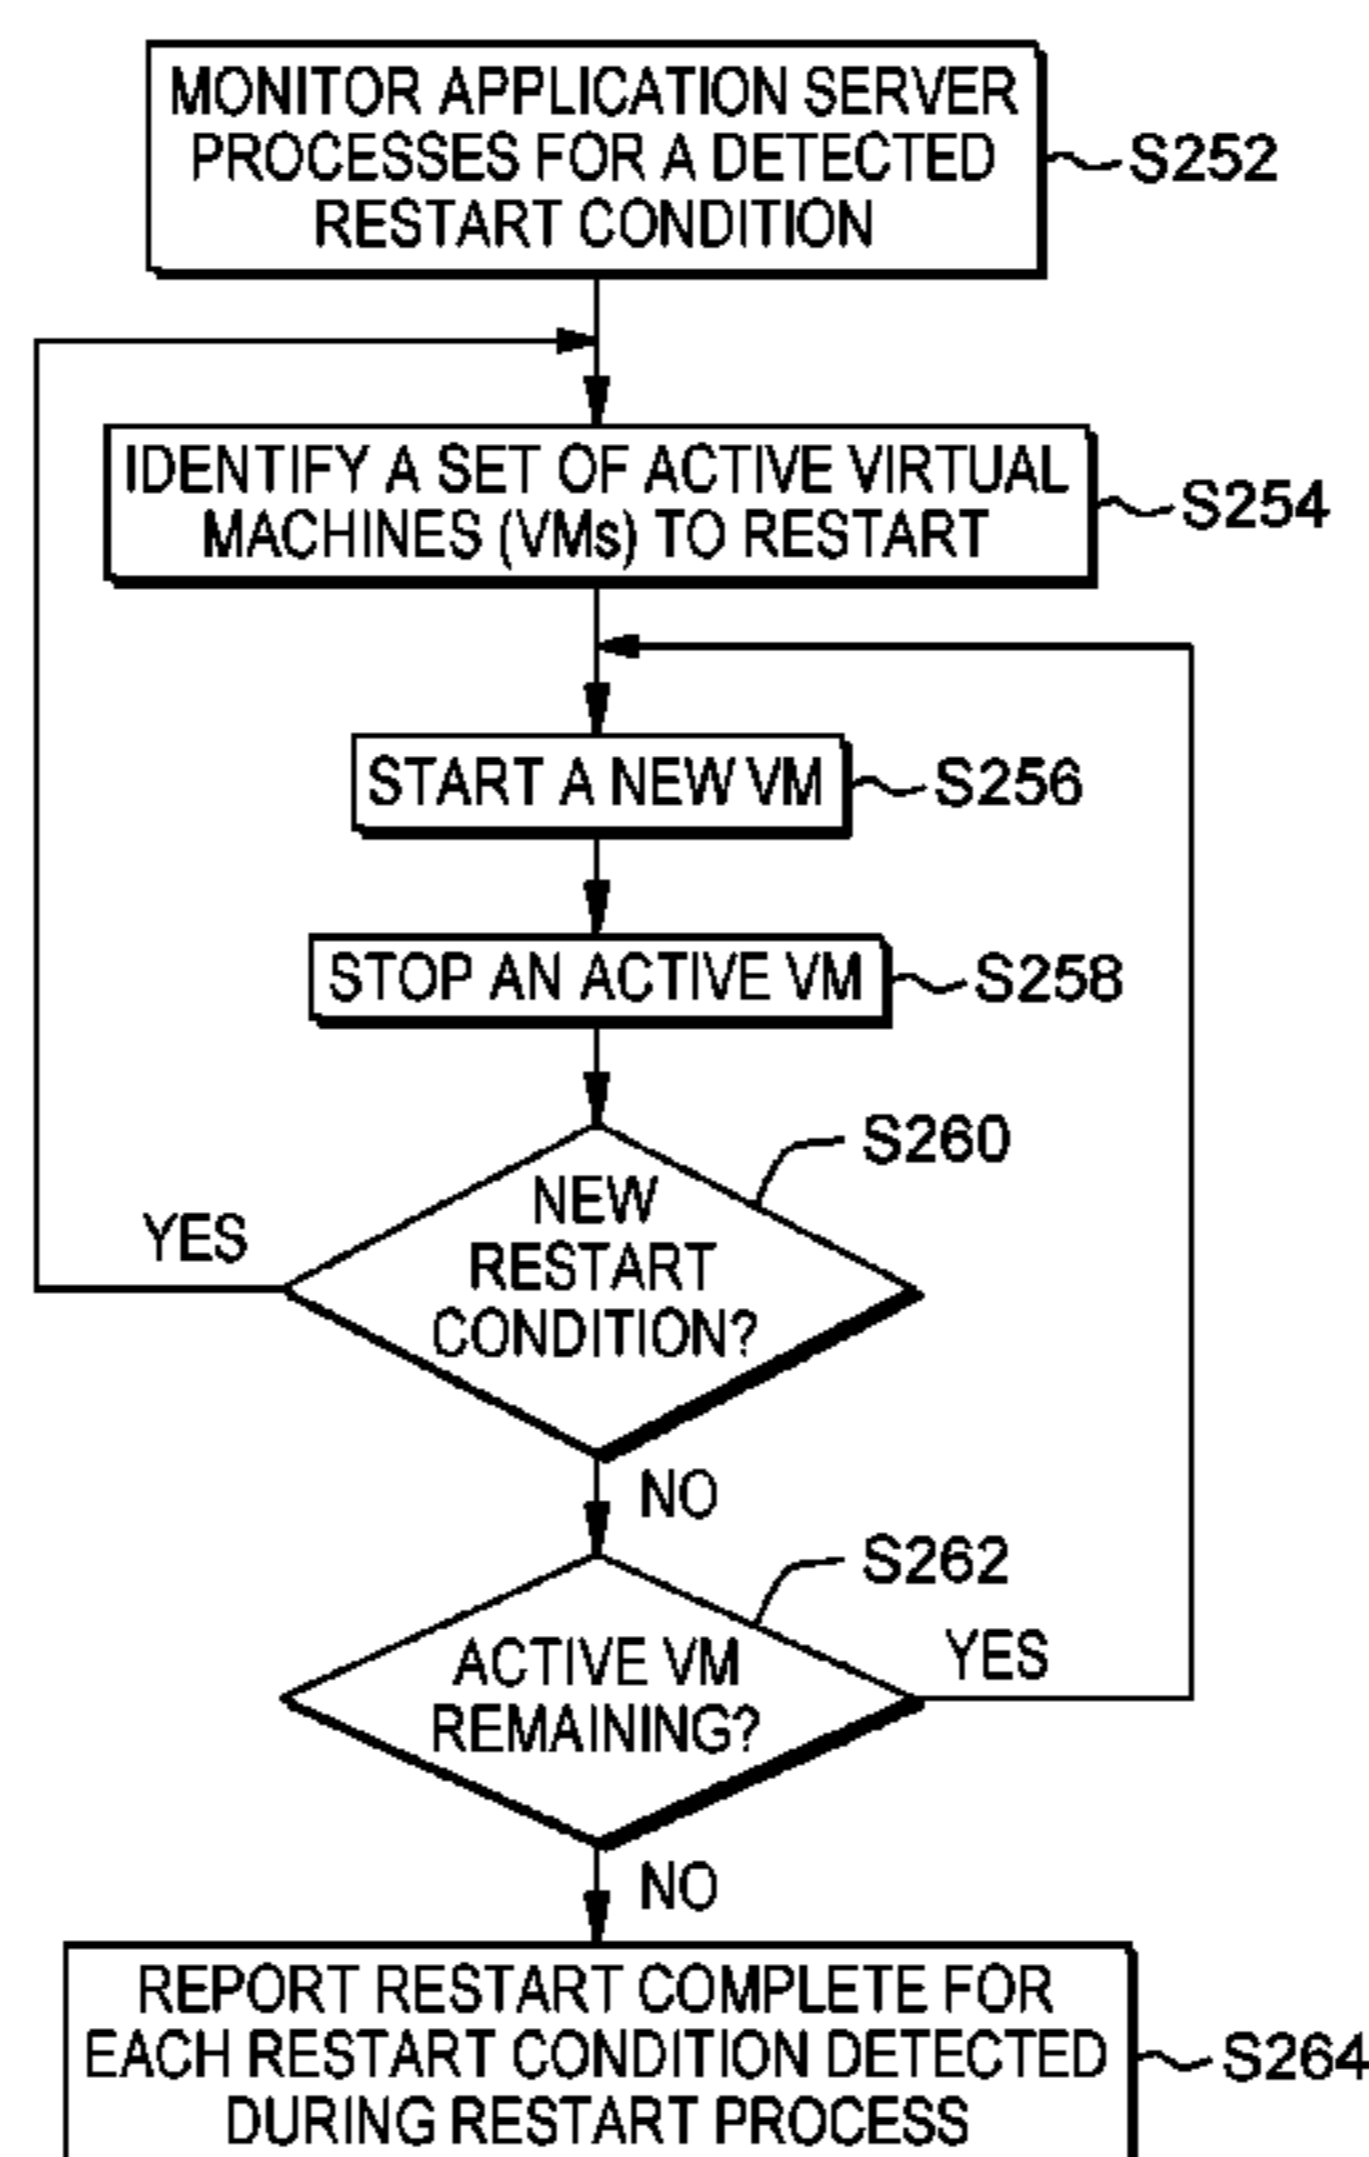 MONITOR APPLICATION SERVER
PROCESSES FOR A DETECTED
RESTART CONDITION
S252
IDENTIFY A SET OF ACTIVE VIRTUAL
MACHINES (VMs) TO RESTART
S254
START A NEW VM
S256
STOP AN ACTIVE VM
S258
S260
NEW
RESTART
CONDITION?
YES
NO
S262
ACTIVE VM
REMAINING?
YES
NO
REPORT RESTART COMPLETE FOR
EACH RESTART CONDITION DETECTED
DURING RESTART PROCESS
S264